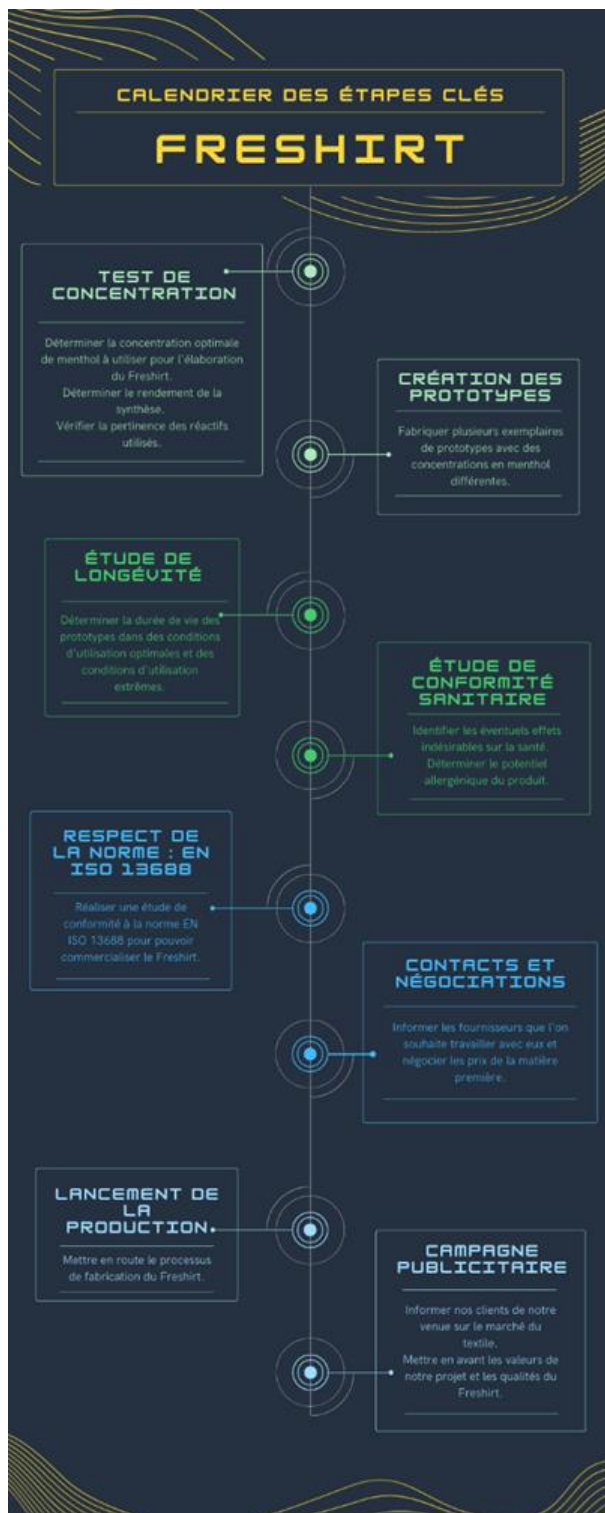 CALENDRIER DES ÉTAPES CLÉS
FRESHIRT
TEST DE
CONCENTRATION
Déterminer la concentration optimale
de menthol à utiliser pour l'élaboration
du Freshirt.
Déterminer le rendement de la
synthèse.
Vérifier la pertinence des réactifs
utilisés.
CRÉATION DES
PROTOTYPES
Fabriquer plusieurs exemplaires
de prototypes avec des
concentrations en menthol
différentes.
ÉTUDE DE
LONGÉVITÉ
Déterminer la durée de vie des
prototypes dans des conditions
d'utilisation optimales et des
conditions d'utilisation
extrêmes.
ÉTUDE DE
CONFORMITÉ
SANITAIRE
Identifier les éventuels effets
indésirables sur la santé.
Déterminer le potentiel
allergénique du produit.
RESPECT DE
LA NORME : EN
ISO 13688
Réaliser une étude de
conformité à la norme EN
ISO 13688 pour pouvoir
commercialiser le Freshirt.
CONTACTS ET
NÉGOCIATIONS
Informer les fournisseurs que l'on
souhaite travailler avec eux et
négocier les prix de la matière
première.
LANCEMENT DE
LA
PRODUCTION
Mettre en route le processus
de fabrication du Freshirt.
CAMPAGNE
PUBLICITAIRE
Informer nos clients de notre
venue sur le marché du
textile.
Mettre en avant les valeurs de
notre projet et les qualités du
Freshirt.